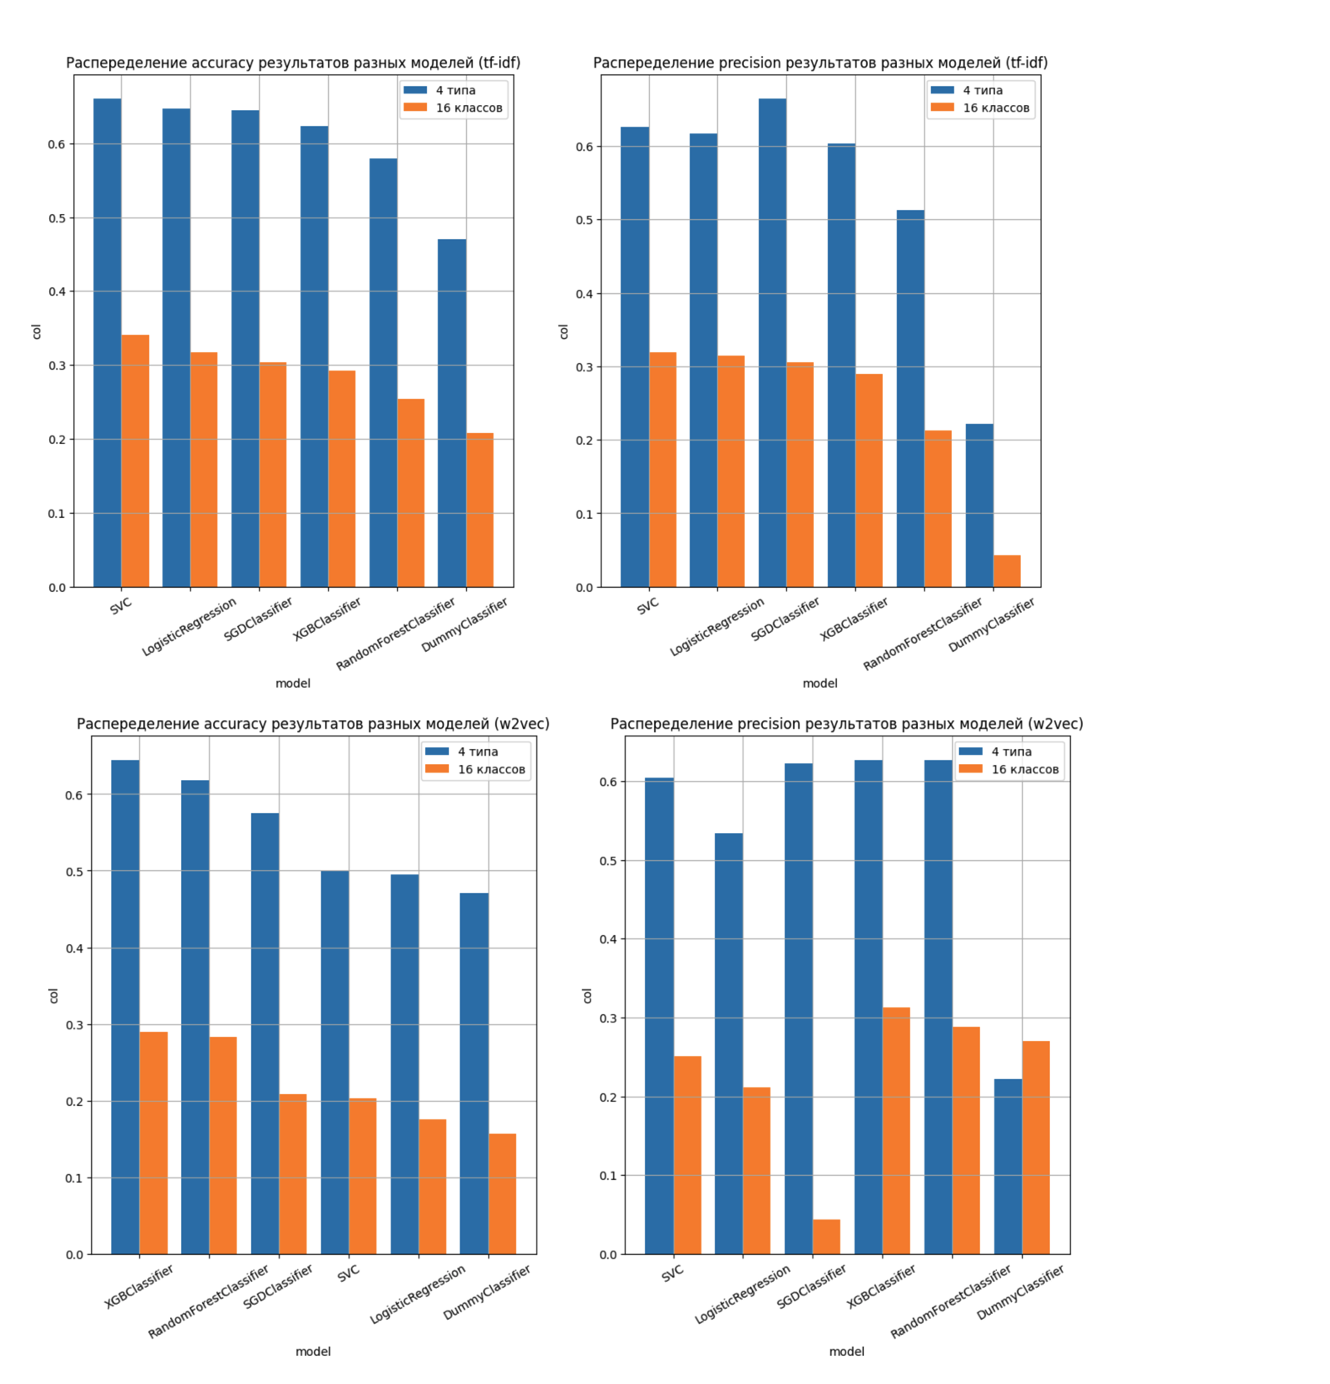 Распеределение accuracy результатов разных моделей (tf-idf)
4 типа
16 классов
0.6
0.5
0.4
0.3
0.2
0.1
0.0
col
SVC
LogisticRegression
SGDClassifier
XGBClassifier
RandomForestClassifier
DummyClassifier
model
Распеределение precision результатов разных моделей (tf-idf)
4 типа
16 классов
0.6
0.5
0.4
0.3
0.2
0.1
0.0
col
SVC
LogisticRegression
SGDClassifier
XGBClassifier
RandomForestClassifier
DummyClassifier
model
Распеределение accuracy результатов разных моделей (w2vec)
4 типа
16 классов
0.6
0.5
0.4
0.3
0.2
0.1
0.0
col
XGBClassifier
RandomForestClassifier
SGDClassifier
SVC
LogisticRegression
DummyClassifier
model
Распеределение precision результатов разных моделей (w2vec)
4 типа
16 классов
0.6
0.5
0.4
0.3
0.2
0.1
0.0
col
SVC
LogisticRegression
SGDClassifier
XGBClassifier
RandomForestClassifier
DummyClassifier
model